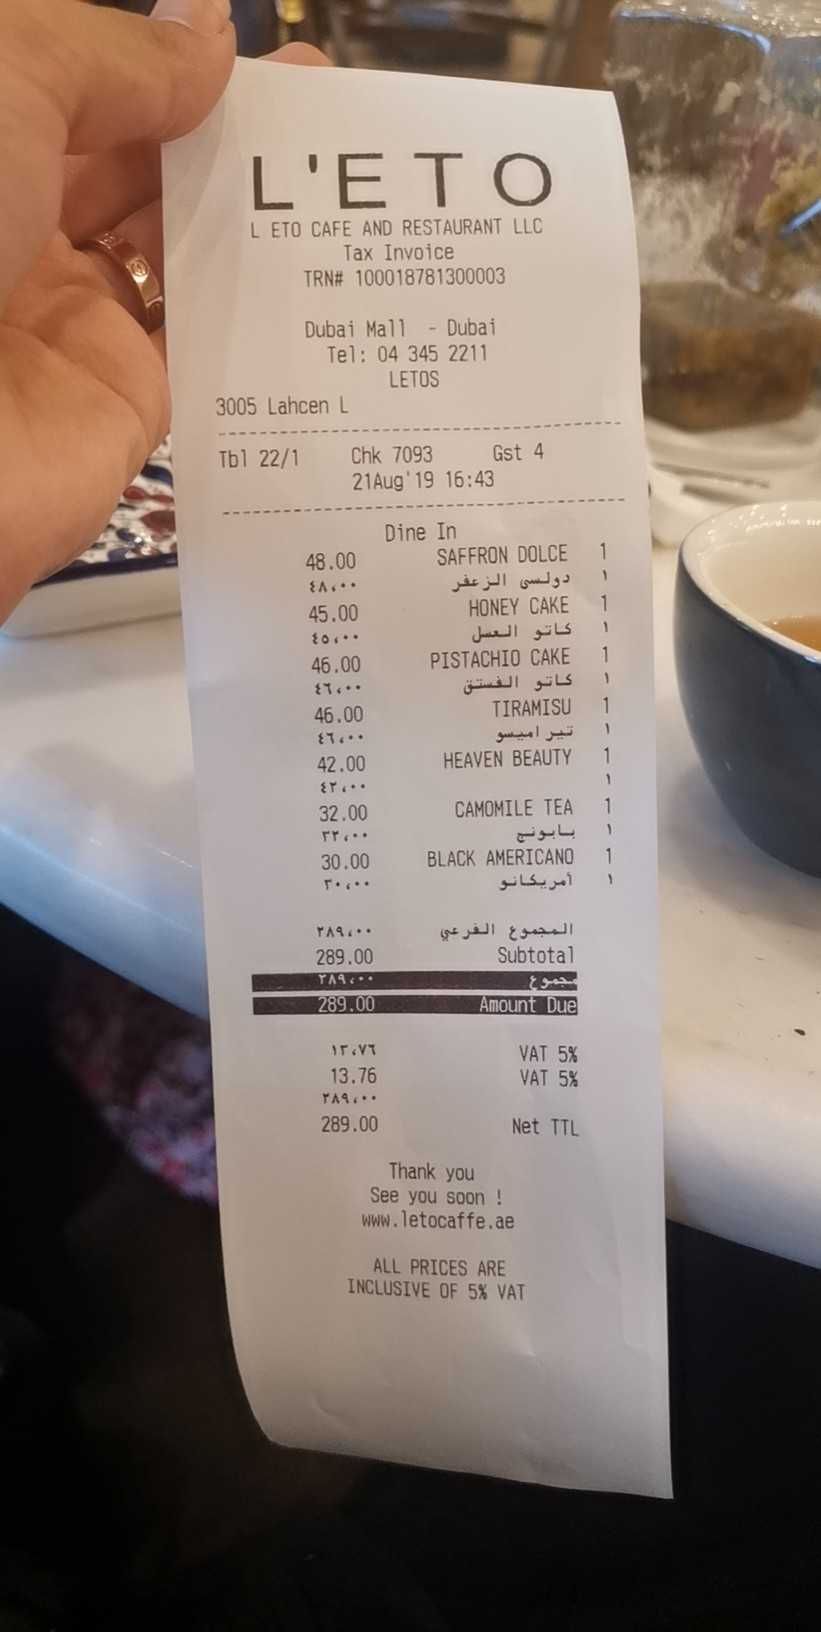 L'ETO
L ETO CAFE AND RESTAURANT LLC
Tax Invoice
TRN# 100018781300003
Dubai Mall - Dubai
Tel: 04 345 2211
LETOS
3005 Lahcen L
Tbl 22/1 Chk 7093 Gst 4
21Aug'19 16:43
Dine In
48.00 SAFFRON DOLCE 1
١ دولسى الزعفر ٤٨،٠٠
45.00 HONEY CAKE 1
١ كاتو العسل ٤٥،٠٠
46.00 PISTACHIO CAKE 1
١ كاتو الفستق ٤٦،٠٠
46.00 TIRAMISU 1
١ تيراميسو ٤٦،٠٠
42.00 HEAVEN BEAUTY 1
١ ٤٢،٠٠
32.00 CAMOMILE TEA 1
١ بابونج ٣٢،٠٠
30.00 BLACK AMERICANO 1
١ أمريكانو ٣٠،٠٠
المجموع الفرعي ٢٨٩،٠٠
289.00 Subtotal
مجموع ٢٨٩،٠٠
289.00 Amount Due
١٣،٧٦ VAT 5%
13.76 VAT 5%
٢٨٩،٠٠
289.00 Net TTL
Thank you
See you soon !
www.letocaffe.ae
ALL PRICES ARE
INCLUSIVE OF 5% VAT